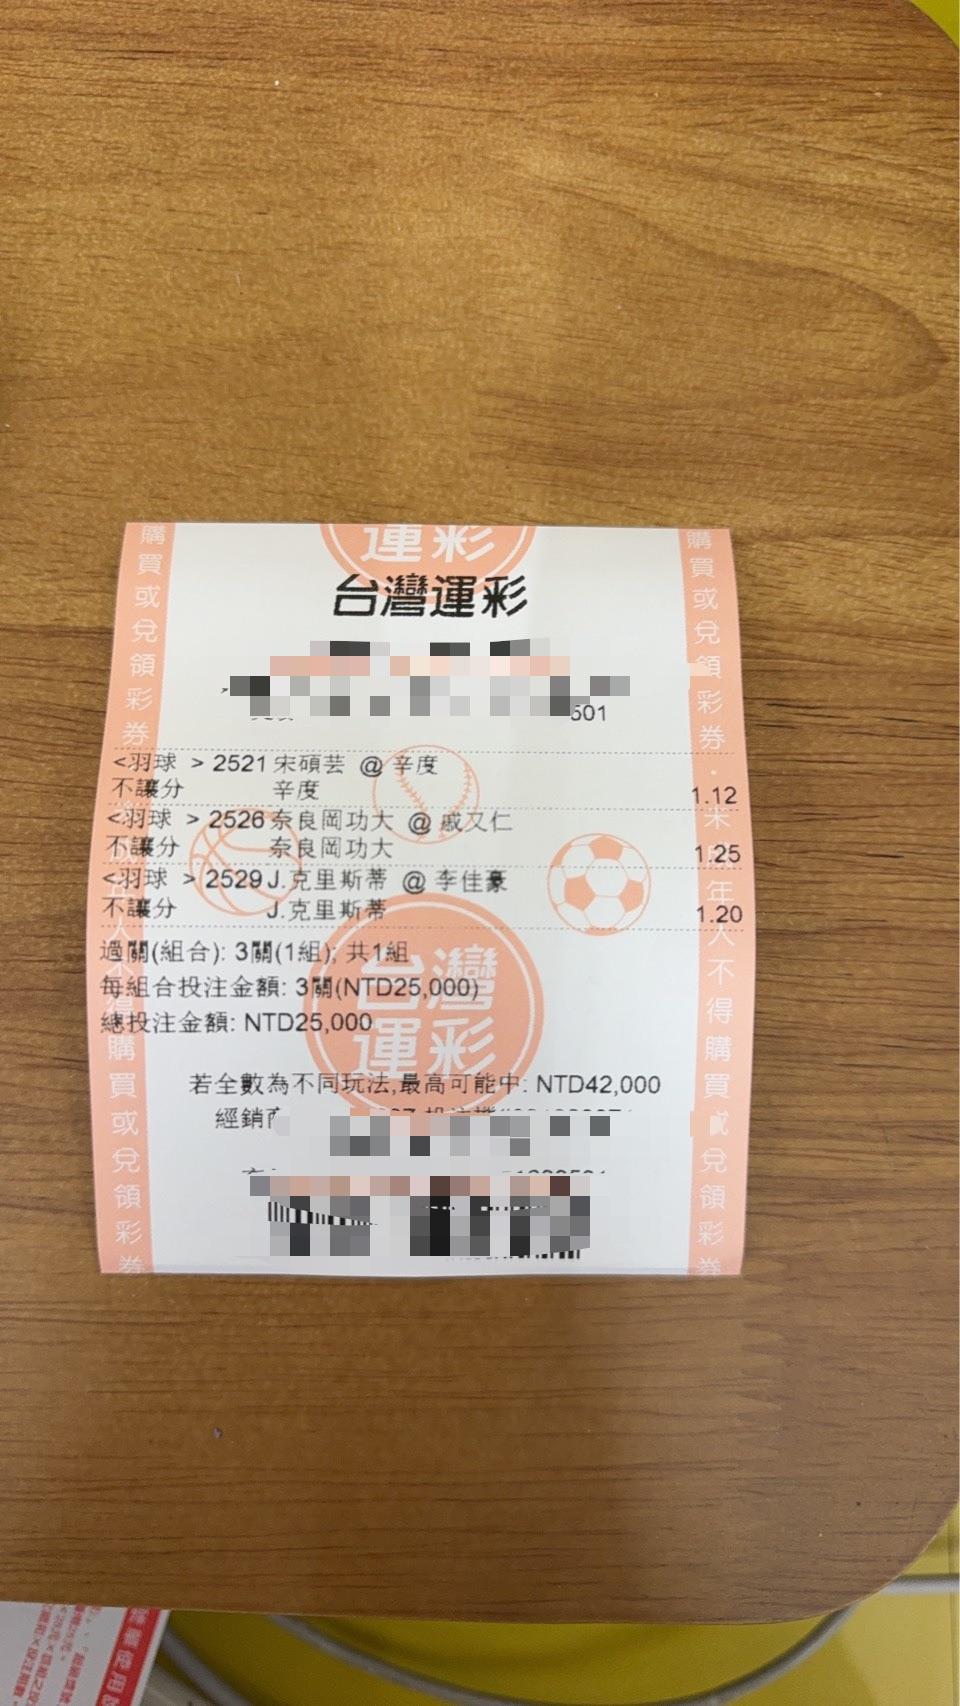 運彩
台灣運彩
501
<羽球 > 2521 宋碩芸 @ 辛度
不讓分 辛度 1.12
<羽球 > 2526 奈良岡功大 @ 戚又仁
不讓分 奈良岡功大 1.25
<羽球 > 2529 J.克里斯蒂 @ 李佳豪
不讓分 J.克里斯蒂 1.20
過關(組合): 3關(1組); 共1組
每組合投注金額: 3關(NTD25,000)
總投注金額: NTD25,000
台灣
運彩
若全數為不同玩法,最高可能中: NTD42,000
經銷商
購買或兌領彩券
購買或兌領彩券
購買或兌領彩券．未成年人不得購買或兌領彩券